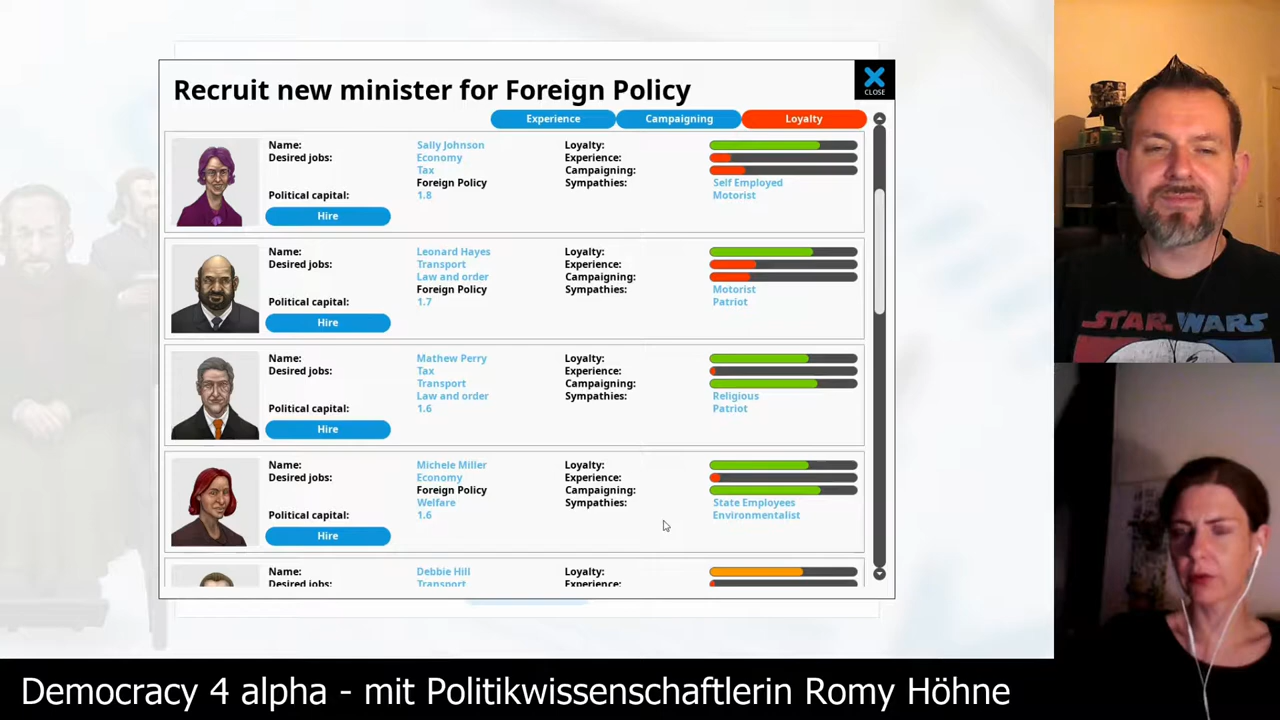 Recruit new minister for Foreign Policy
CLOSE
Experience Campaigning Loyalty
Name: Sally Johnson Loyalty:
Desired jobs: Economy Experience:
Tax Campaigning:
Foreign Policy Sympathies: Self Employed
Political capital: 1.8 Motorist
Hire
Name: Leonard Hayes Loyalty:
Desired jobs: Transport Experience:
Law and order Campaigning:
Foreign Policy Sympathies: Motorist
Political capital: 1.7 Patriot
Hire
Name: Mathew Perry Loyalty:
Desired jobs: Tax Experience:
Transport Campaigning:
Law and order Sympathies: Religious
Political capital: 1.6 Patriot
Hire
Name: Michele Miller Loyalty:
Desired jobs: Economy Experience:
Foreign Policy Campaigning:
Welfare Sympathies: State Employees
Political capital: 1.6 Environmentalist
Hire
Name: Debbie Hill Loyalty:
Desired jobs: Transport Experience:
STAR. WARS
Democracy 4 alpha - mit Politikwissenschaftlerin Romy Höhne